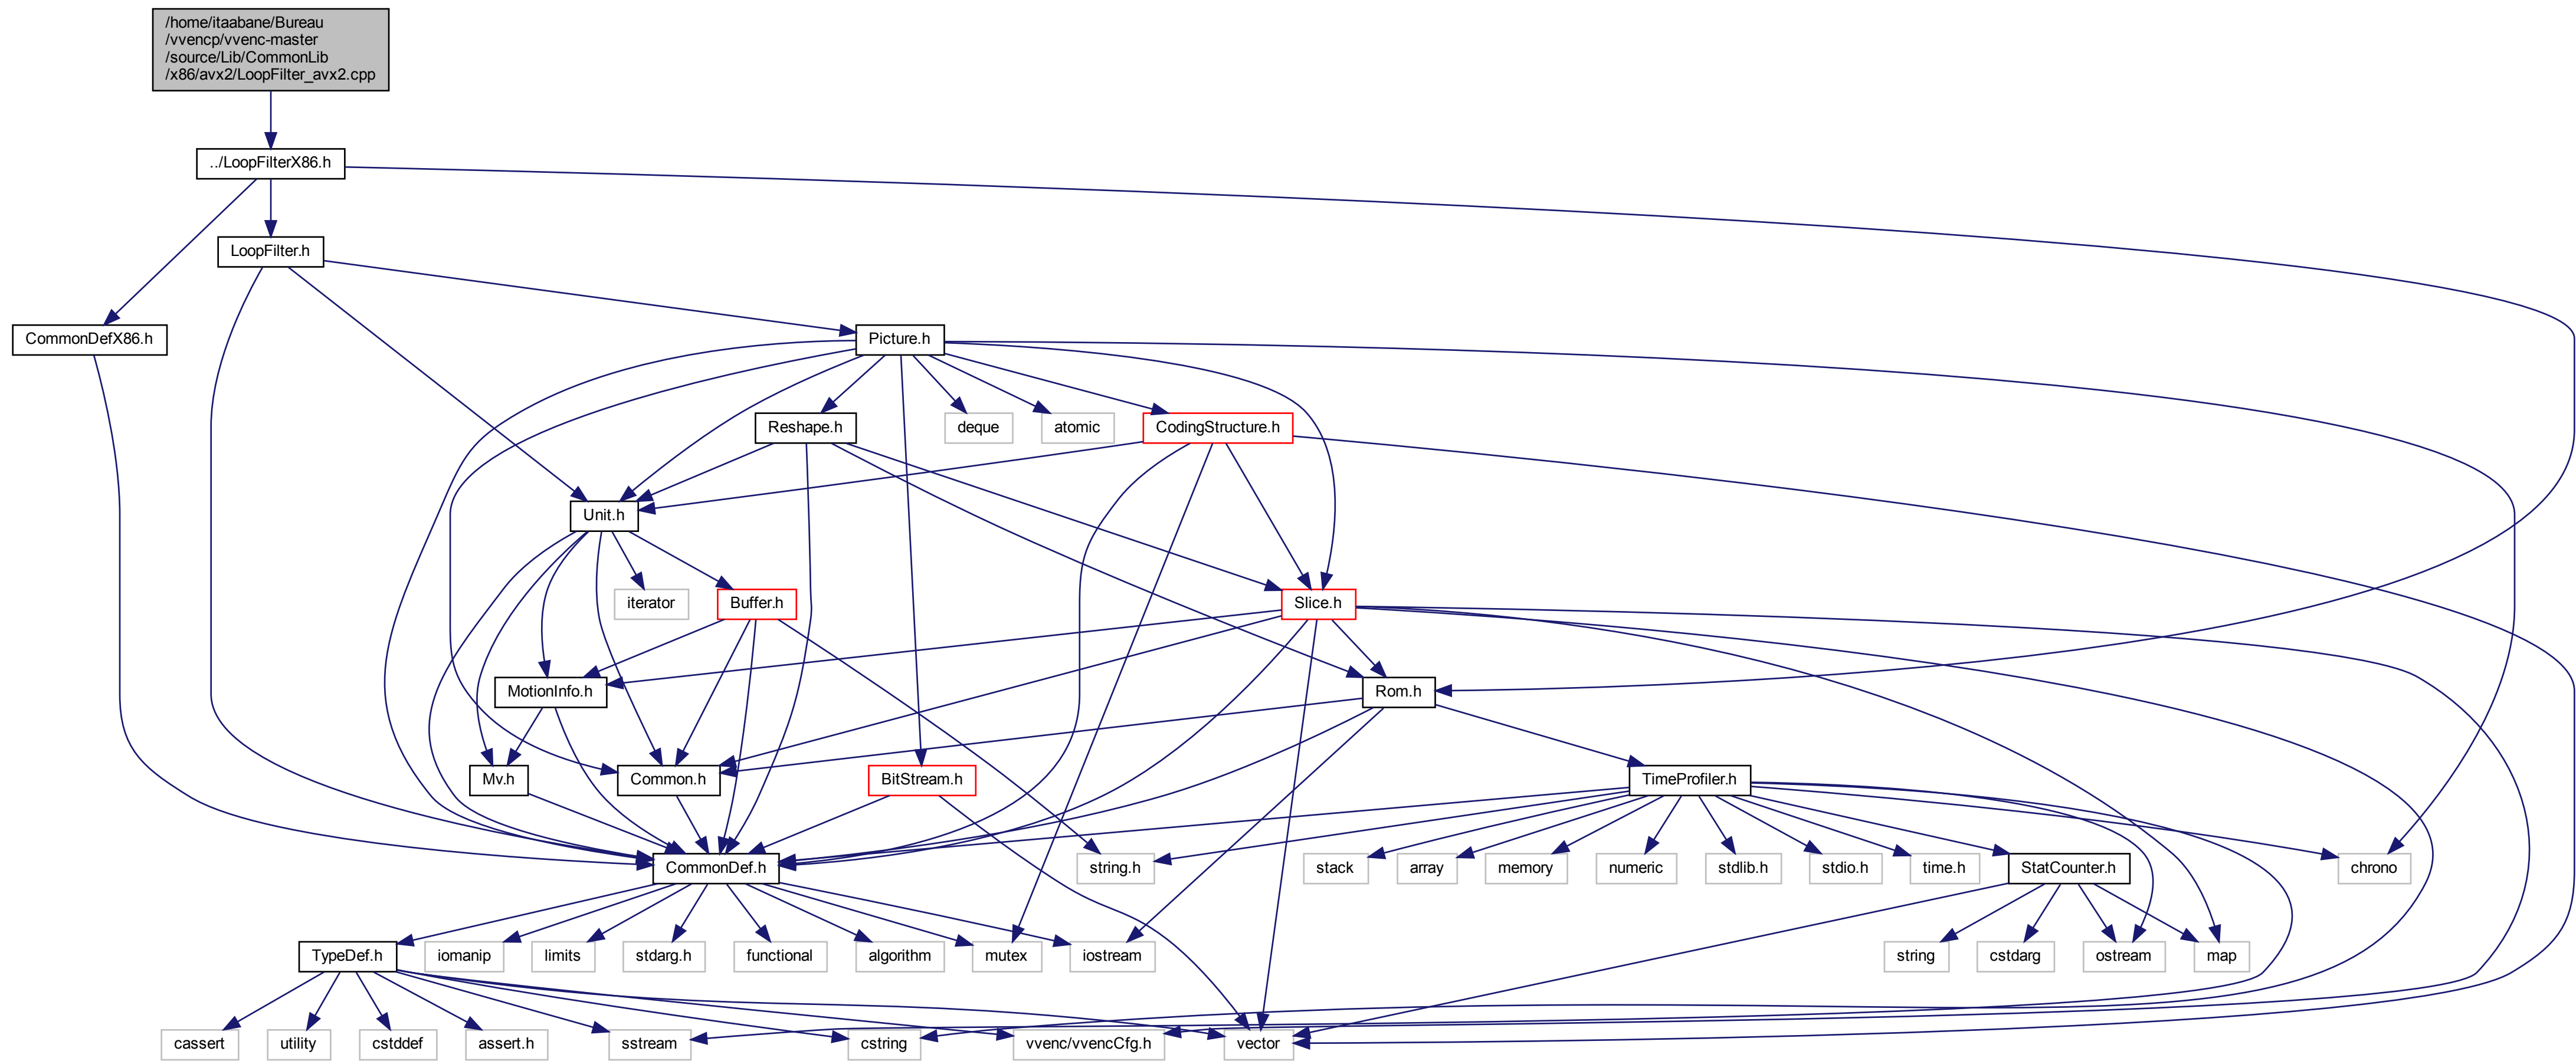 /home/itaabane/Bureau
/vvencp/vvenc-master
/source/Lib/CommonLib
/x86/avx2/LoopFilter_avx2.cpp
../LoopFilterX86.h
LoopFilter.h
CommonDefX86.h
Picture.h
Reshape.h
deque
atomic
CodingStructure.h
Unit.h
iterator
Buffer.h
Slice.h
MotionInfo.h
Rom.h
Mv.h
Common.h
BitStream.h
TimeProfiler.h
CommonDef.h
string.h
stack
array
memory
numeric
stdlib.h
stdio.h
time.h
StatCounter.h
chrono
TypeDef.h
iomanip
limits
stdarg.h
functional
algorithm
mutex
iostream
string
cstdarg
ostream
map
cassert
utility
cstddef
assert.h
sstream
cstring
vvenc/vvencCfg.h
vector